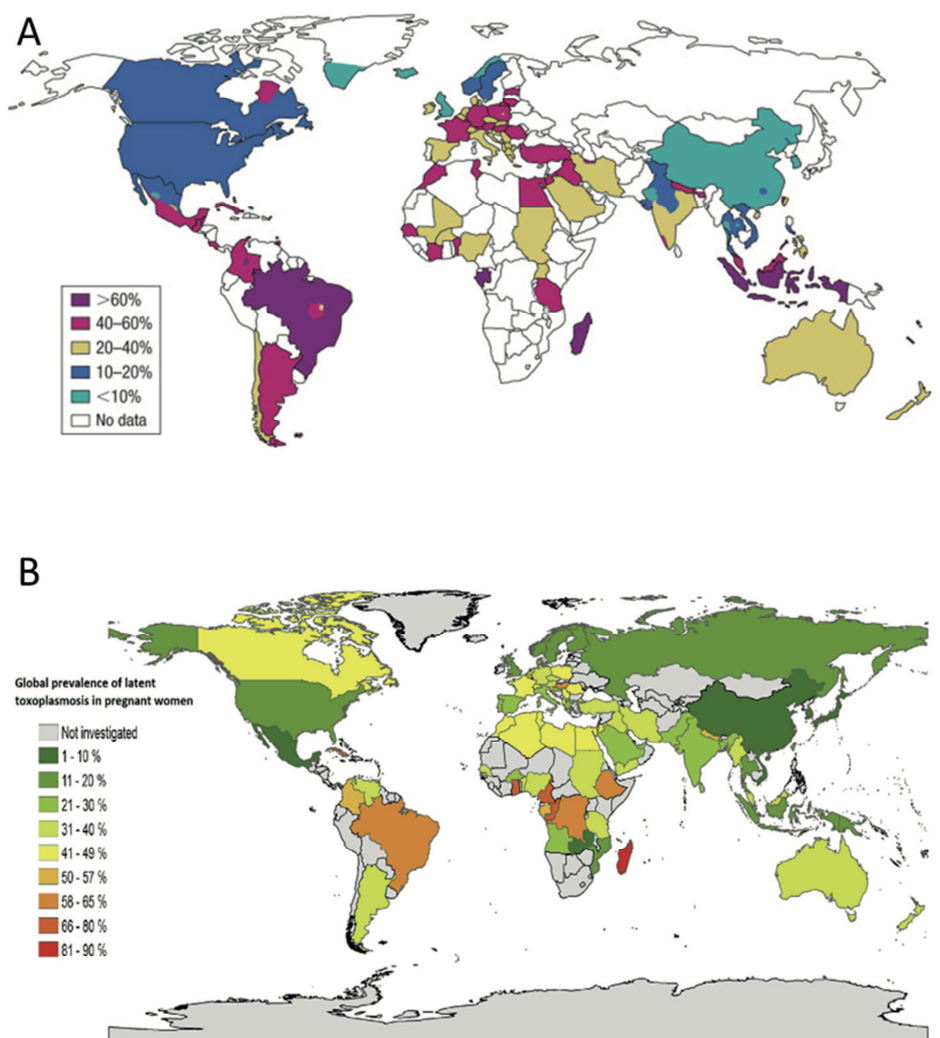 A
>60%
40–60%
20–40%
10–20%
<10%
No data
B
Global prevalence of latent
toxoplasmosis in pregnant women
Not investigated
1 - 10 %
11 - 20 %
21 - 30 %
31 - 40 %
41 - 49 %
50 - 57 %
58 - 65 %
66 - 80 %
81 - 90 %